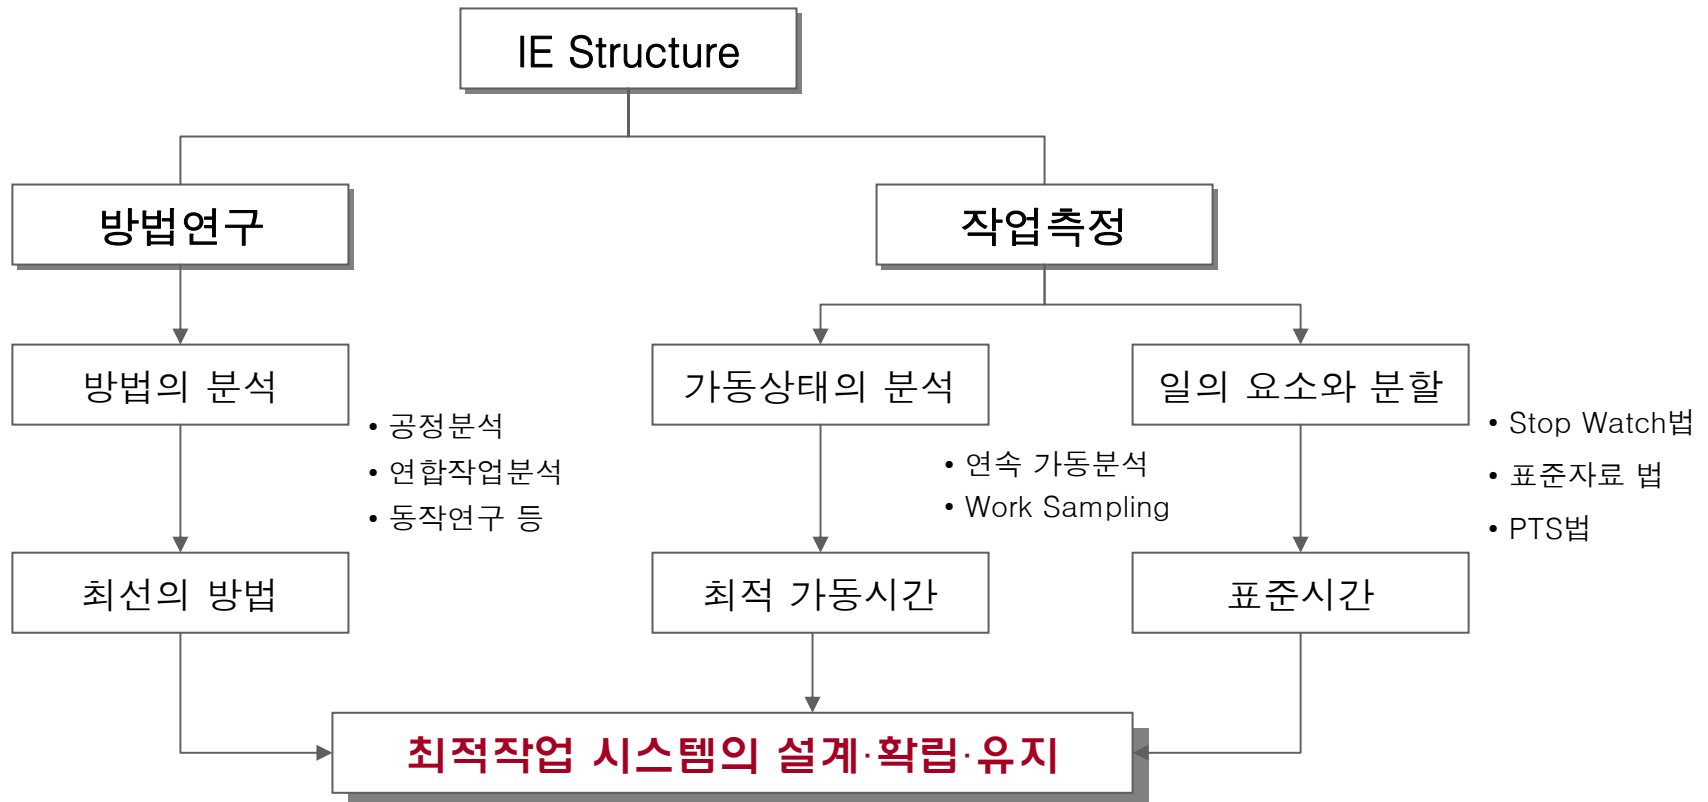 IE Structure
방법연구
작업측정
방법의 분석
가동상태의 분석
일의 요소와 분할
• 공정분석
• 연합작업분석
• 동작연구 등
• 연속 가동분석
• Work Sampling
• Stop Watch법
• 표준자료 법
• PTS법
최선의 방법
최적 가동시간
표준시간
최적작업 시스템의 설계·확립·유지